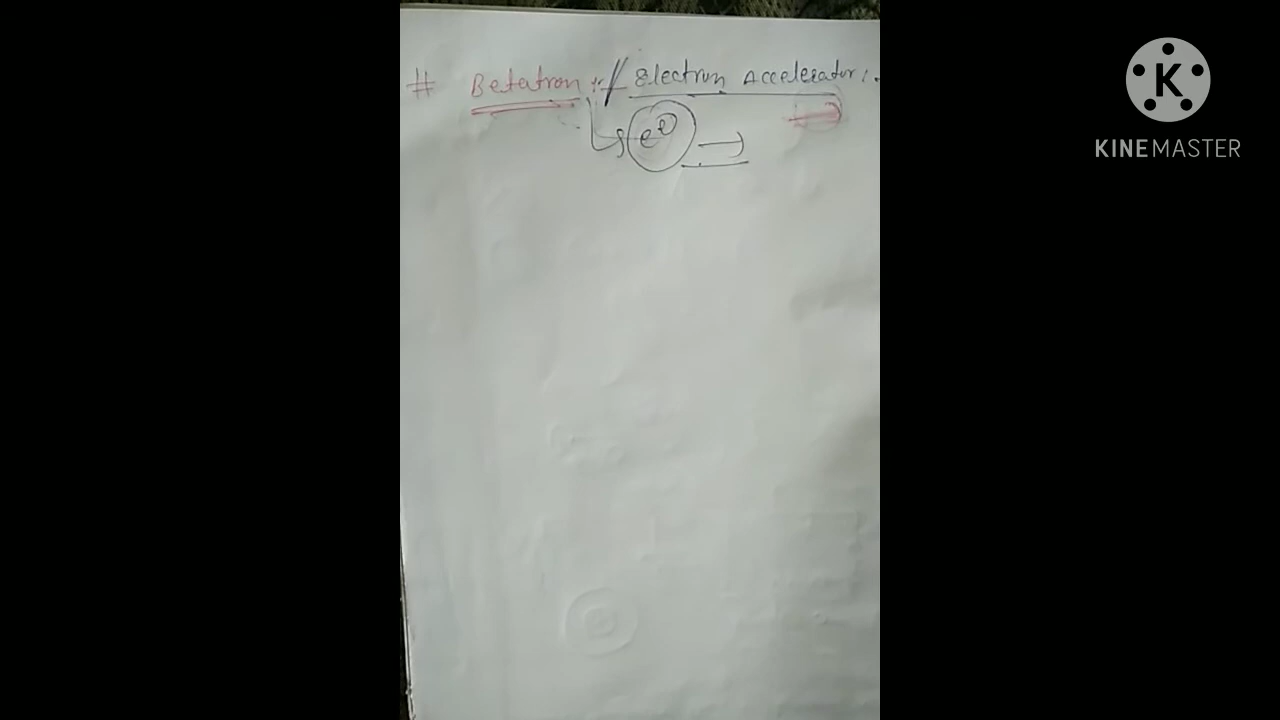 # Betatron :- / Electron Accelerator :-
e⊖
K
KINEMASTER